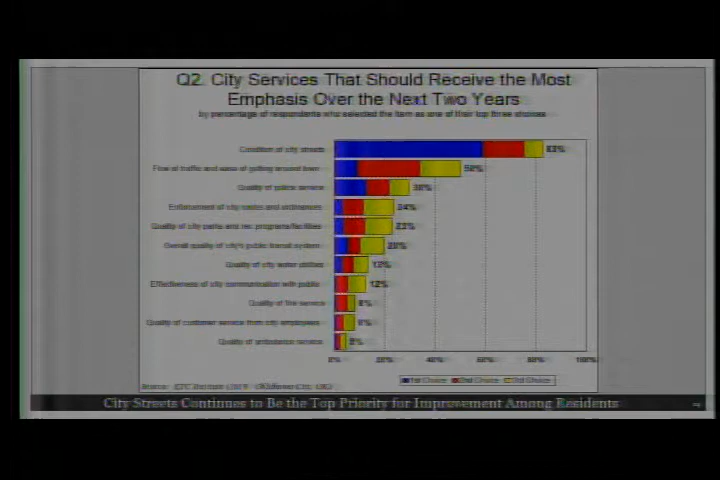 Q2. City Services That Should Receive the Most
Emphasis Over the Next Two Years
by percentage of respondents who selected the item as one of their top three choices
Condition of city streets 83%
Flow of traffic and ease of getting around town 50%
Quality of police service 30%
Enforcement of city codes and ordinances 24%
Quality of city parks and rec programs/facilities 23%
Overall quality of city's public transit system 20%
Quality of city water utilities 13%
Effectiveness of city communication with public 12%
Quality of fire service 8%
Quality of customer service from city employees
Quality of ambulance service
0% 20% 40% 60% 80% 100%
1st Choice 2nd Choice 3rd Choice
Source: ETC Institute
City Streets Continues to Be the Top Priority for Improvement Among Residents